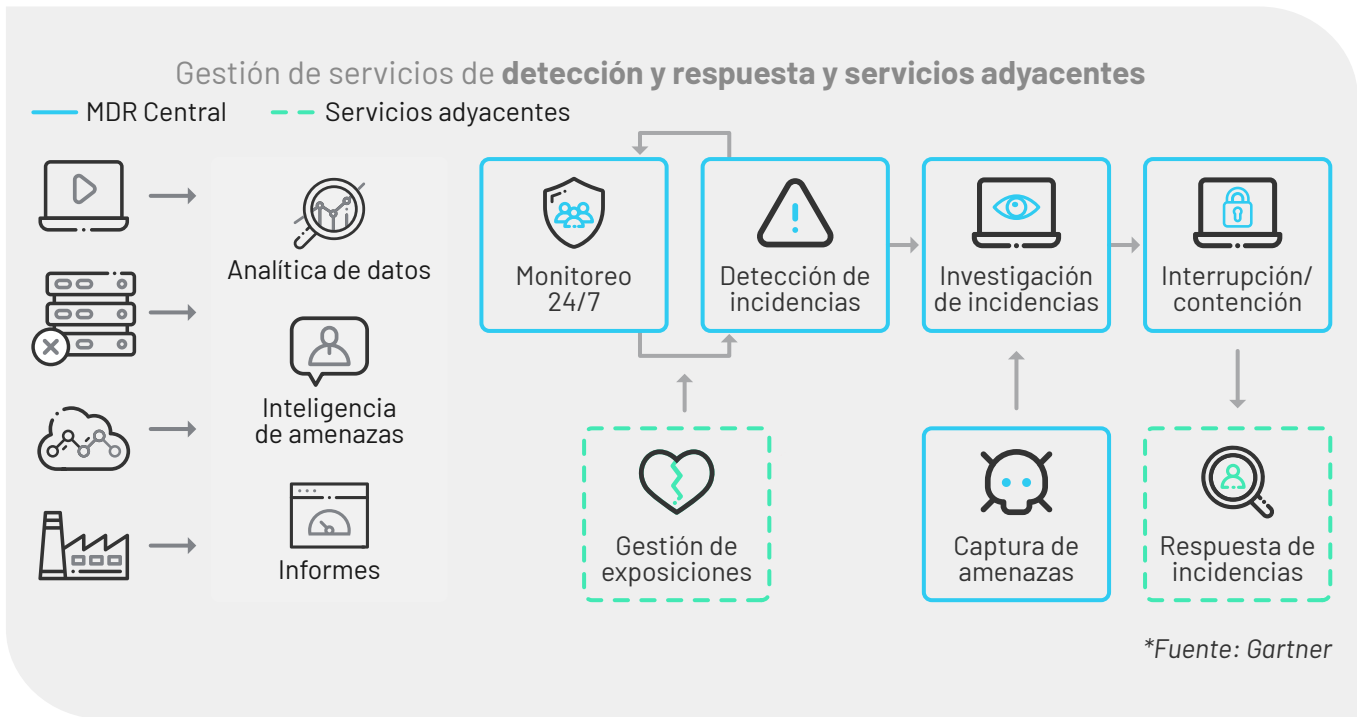 Gestión de servicios de detección y respuesta y servicios adyacentes
MDR Central
Servicios adyacentes
Analítica de datos
Inteligencia
de amenazas
Informes
Monitoreo
24/7
Detección de
incidencias
Investigación
de incidencias
Interrupción/
contención
Gestión de
exposiciones
Captura de
amenazas
Respuesta de
incidencias
*Fuente: Gartner